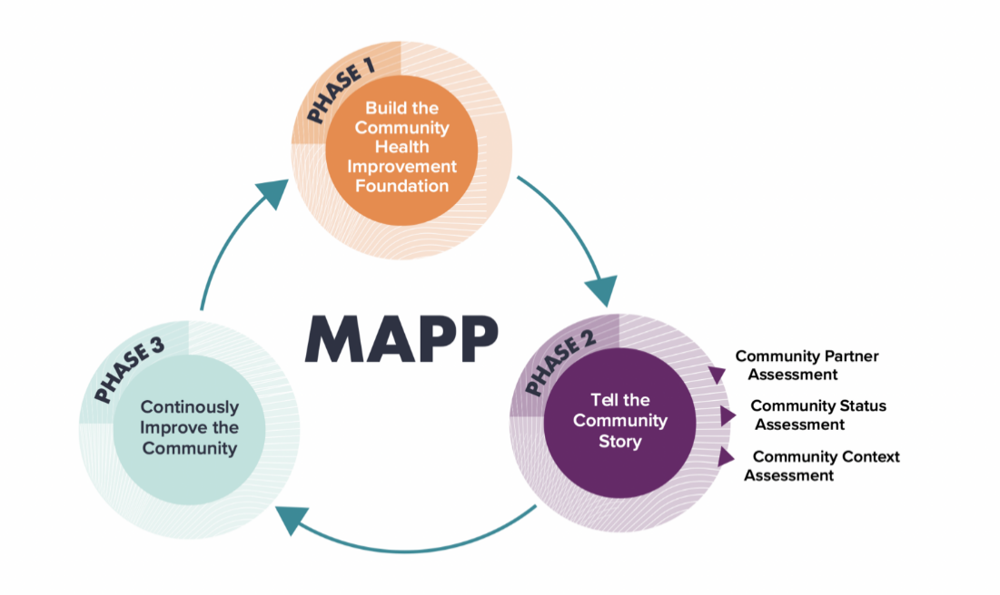 PHASE 1
Build the
Community
Health
Improvement
Foundation
MAPP
PHASE 2
Tell the
Community
Story
Community Partner
Assessment
Community Status
Assessment
Community Context
Assessment
PHASE 3
Continously
Improve the
Community